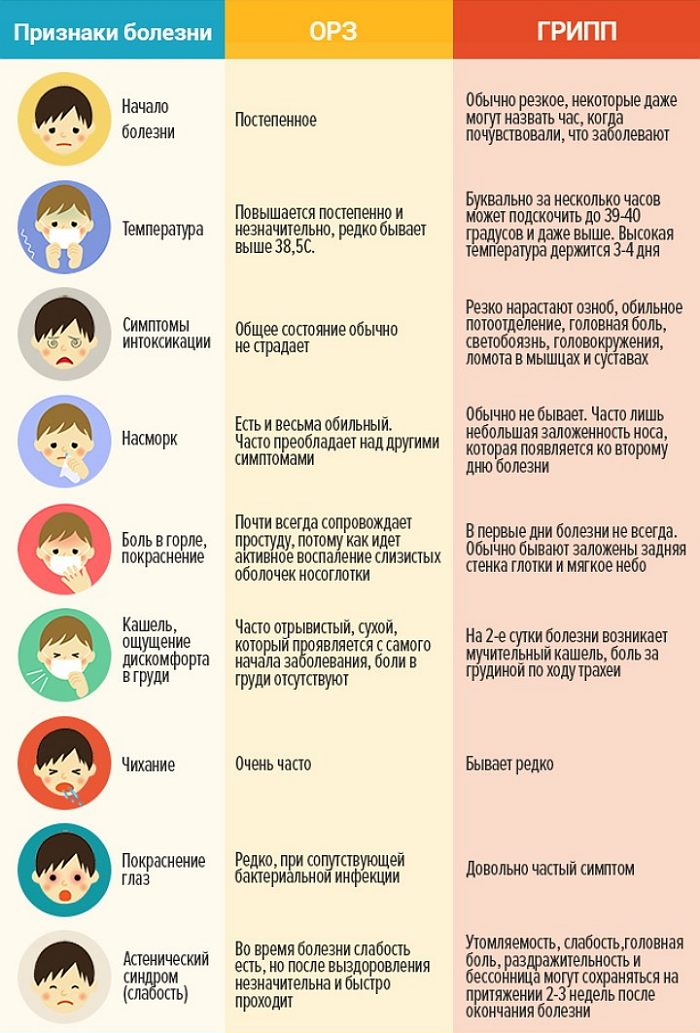 Признаки болезни
ОРЗ
ГРИПП
Начало
болезни
Постепенное
Обычно резкое, некоторые даже
могут назвать час, когда
почувствовали, что заболевают
Температура
Повышается постепенно и
незначительно, редко бывает
выше 38,5С.
Буквально за несколько часов
может подскочить до 39-40
градусов и даже выше. Высокая
температура держится 3-4 дня
Симптомы
интоксикации
Общее состояние обычно
не страдает
Резко нарастают озноб, обильное
потоотделение, головная боль,
светобоязнь, головокружения,
ломота в мышцах и суставах
Насморк
Есть и весьма обильный.
Часто преобладает над другими
симптомами
Обычно не бывает. Часто лишь
небольшая заложенность носа,
которая появляется ко второму
дню болезни
Боль в горле,
покраснение
Почти всегда сопровождает
простуду, потому как идет
активное воспаление слизистых
оболочек носоглотки
В первые дни болезни не всегда.
Обычно бывают заложены задняя
стенка глотки и мягкое небо
Кашель,
ощущение
дискомфорта
в груди
Часто отрывистый, сухой,
который проявляется с самого
начала заболевания, боли в
груди отсутствуют
На 2-е сутки болезни возникает
мучительный кашель, боль за
грудиной по ходу трахеи
Чихание
Очень часто
Бывает редко
Покраснение
глаз
Редко, при сопутствующей
бактериальной инфекции
Довольно частый симптом
Астенический
синдром
(слабость)
Во время болезни слабость
есть, но после выздоровления
незначительна и быстро
проходит
Утомляемость, слабость,головная
боль, раздражительность и
бессонница могут сохраняться на
притяжении 2-3 недель после
окончания болезни